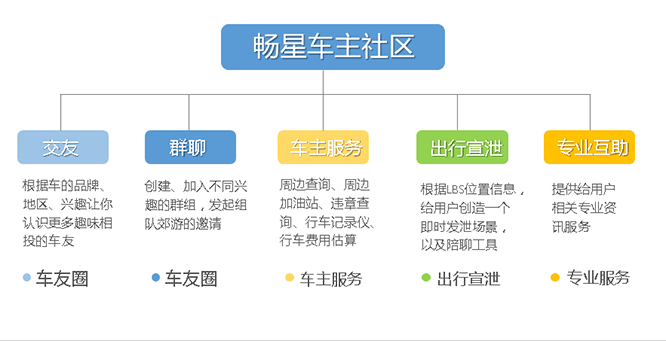 畅星车主社区
交友
群聊
车主服务
出行宣泄
专业互助
根据车的品牌、
地区、兴趣让你
认识更多趣味相
投的车友
创建、加入不同兴
趣的群组，发起组
队郊游的邀请
周边查询、周边
加油站、违章查
询、行车记录仪、
行车费用估算
根据LBS位置信息，
给用户创造一个
即时发泄场景，
以及陪聊工具
提供给用户
相关专业资
讯服务
车友圈
车友圈
车主服务
出行宣泄
专业服务